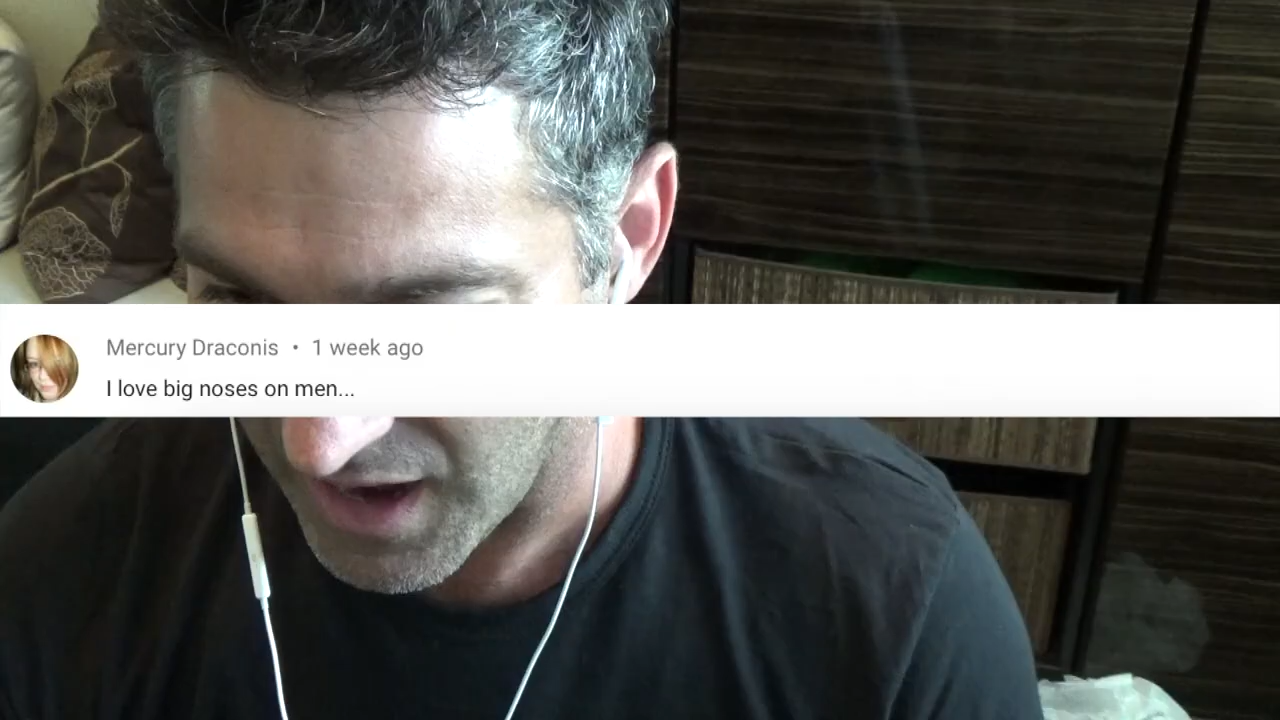 Mercury Draconis • 1 week ago
I love big noses on men...